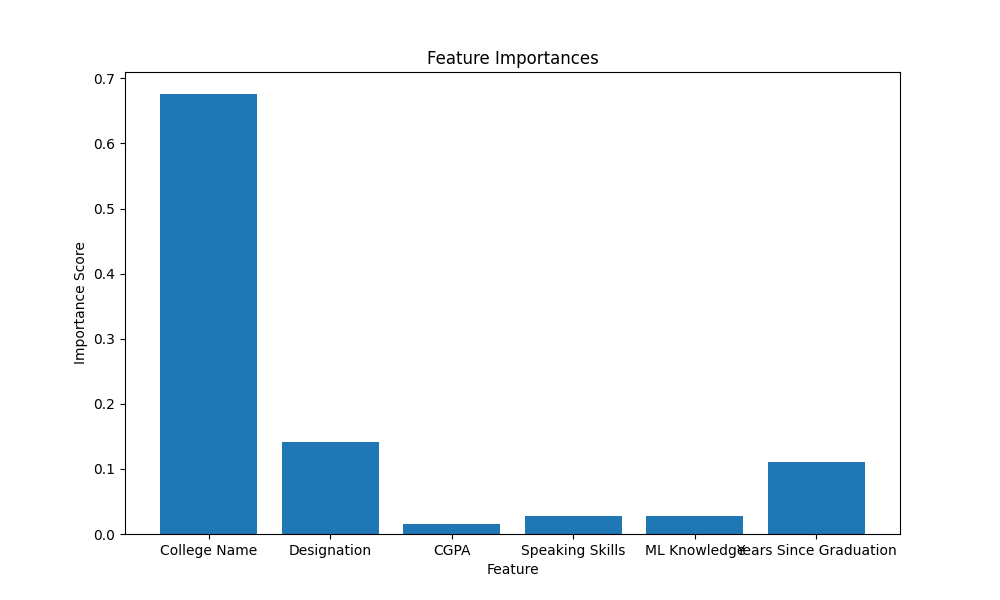 Feature Importances
Importance Score
0.7
0.6
0.5
0.4
0.3
0.2
0.1
0.0
College Name Designation CGPA Speaking Skills ML Knowledge Years Since Graduation
Feature